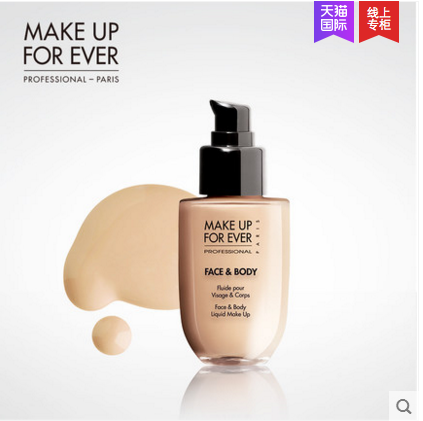 MAKE UP
FOR EVER
PROFESSIONAL – PARIS
天猫
国际
线上
专柜
MAKE UP
FOR EVER
PARIS
PROFESSIONAL
FACE & BODY
Fluide pour
Visage & Corps
Face & Body
Liquid Make Up